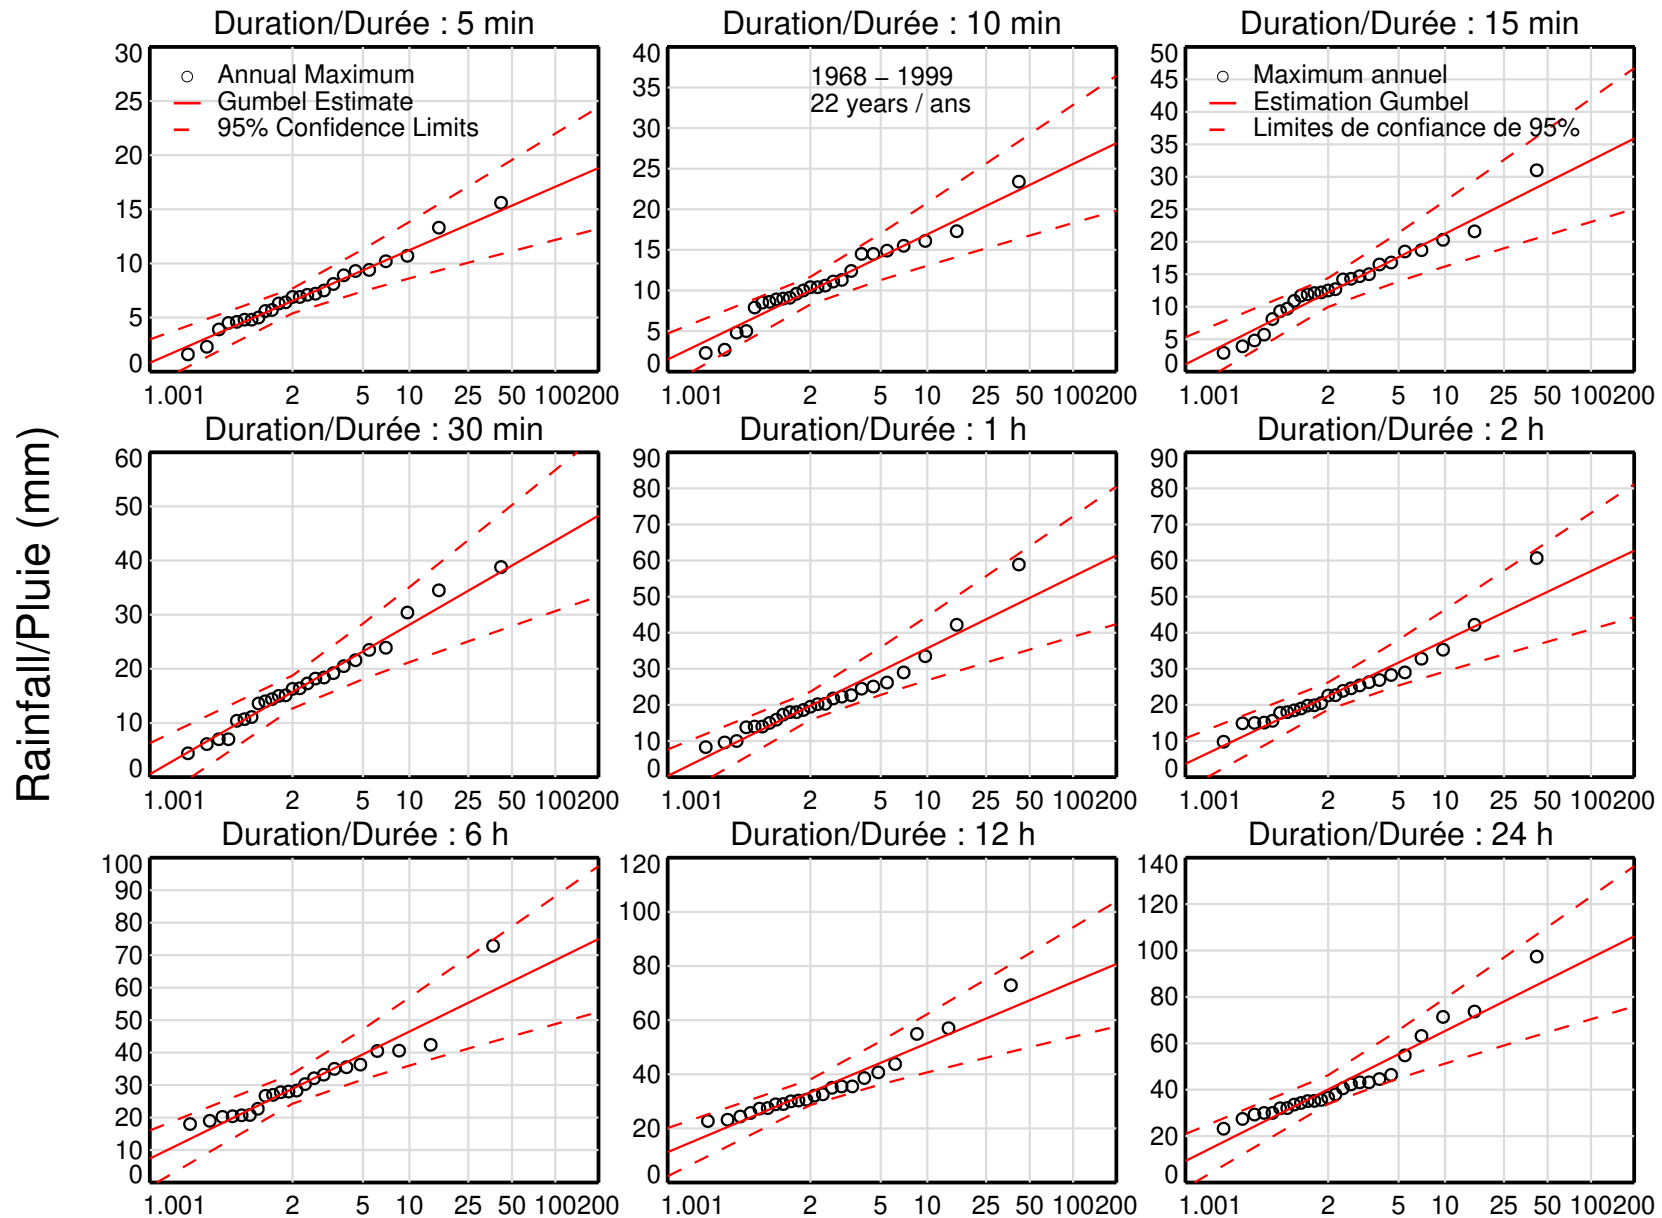 Duration/Durée : 5 min
Duration/Durée : 10 min
Duration/Durée : 15 min
30
25
20
15
10
5
0
Annual Maximum
Gumbel Estimate
95% Confidence Limits
1.001 2 5 10 25 50 100200
40
35
30
25
20
15
10
5
0
1968 – 1999
22 years / ans
1.001 2 5 10 25 50 100200
50
45
40
35
30
25
20
15
10
5
0
Maximum annuel
Estimation Gumbel
Limites de confiance de 95%
1.001 2 5 10 25 50 100200
Rainfall/Pluie (mm)
Duration/Durée : 30 min
Duration/Durée : 1 h
Duration/Durée : 2 h
60
50
40
30
20
10
0
1.001 2 5 10 25 50 100200
90
80
70
60
50
40
30
20
10
0
1.001 2 5 10 25 50 100200
90
80
70
60
50
40
30
20
10
0
1.001 2 5 10 25 50 100200
Duration/Durée : 6 h
Duration/Durée : 12 h
Duration/Durée : 24 h
100
90
80
70
60
50
40
30
20
10
0
1.001 2 5 10 25 50 100200
120
100
80
60
40
20
0
1.001 2 5 10 25 50 100200
140
120
100
80
60
40
20
0
1.001 2 5 10 25 50 100200